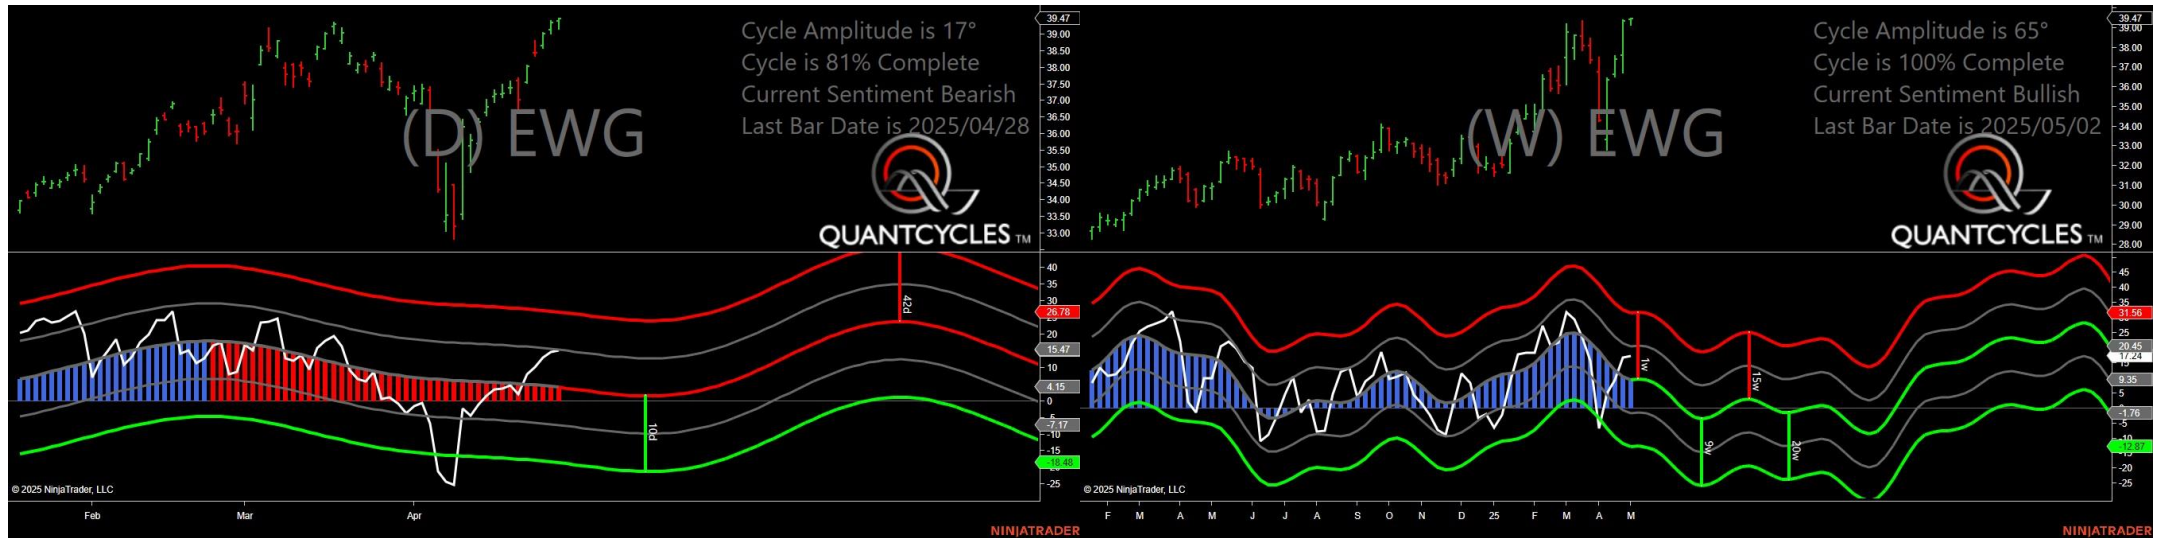 Cycle Amplitude is 17°
Cycle is 81% Complete
Current Sentiment Bearish
Last Bar Date is 2025/04/28
(D) EWG
QUANTCYCLES TM
39.47
39.00
38.50
38.00
37.50
37.00
36.50
36.00
35.50
35.00
34.50
34.00
33.50
33.00
40
35
30
26.78
20
15.47
10
4.15
0
-5
-7.17
-10
-15
-18.48
-25
42d
10d
© 2025 NinjaTrader, LLC
Feb Mar Apr
NINJATRADER
Cycle Amplitude is 65°
Cycle is 100% Complete
Current Sentiment Bullish
Last Bar Date is 2025/05/02
(W) EWG
QUANTCYCLES TM
39.47
39.00
38.00
37.00
36.00
35.00
34.00
33.00
32.00
31.00
30.00
29.00
28.00
45
40
35
31.56
25
20.45
17.24
15
9.35
5
-1.76
-5
-12.87
-20
-25
1w
15w
9w
20w
© 2025 NinjaTrader, LLC
F M A M J J A S O N D 25 F M A M
NINJATRADER